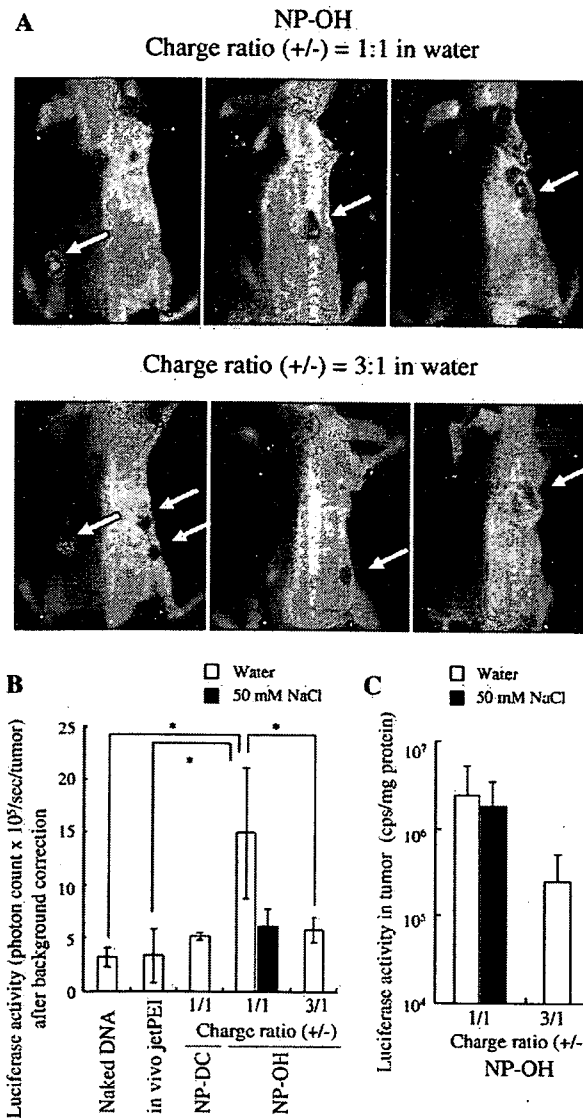 A
NP-OH
Charge ratio (+/-) = 1:1 in water
Charge ratio (+/-) = 3:1 in water
B
Water
50 mM NaCl
Luciferase activity (photon count x 10⁵/sec/tumor)
after background correction
25
20
15
10
5
0
*
*
*
1/1
1/1
3/1
Charge ratio (+/-)
Naked DNA
in vivo jetPEI
NP-DC
NP-OH
C
Water
50 mM NaCl
Luciferase activity in tumor (cps/mg protein)
10⁷
10⁶
10⁵
10⁴
1/1
3/1
Charge ratio (+/-
NP-OH